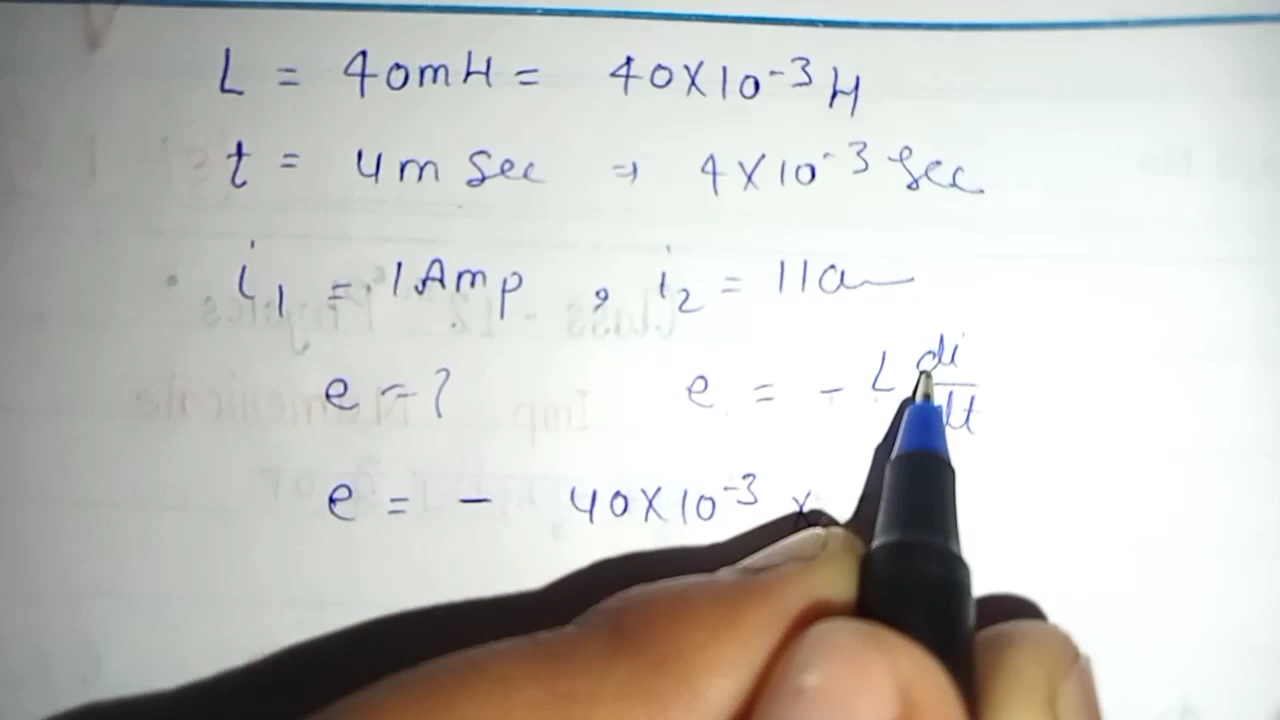 L = 40mH = 40×10⁻³ H
t = 4m Sec → 4×10⁻³ Sec
i₁ = 1Amp , i₂ = 11a
e = ? e = - L di/dt
e = - 40×10⁻³ ×